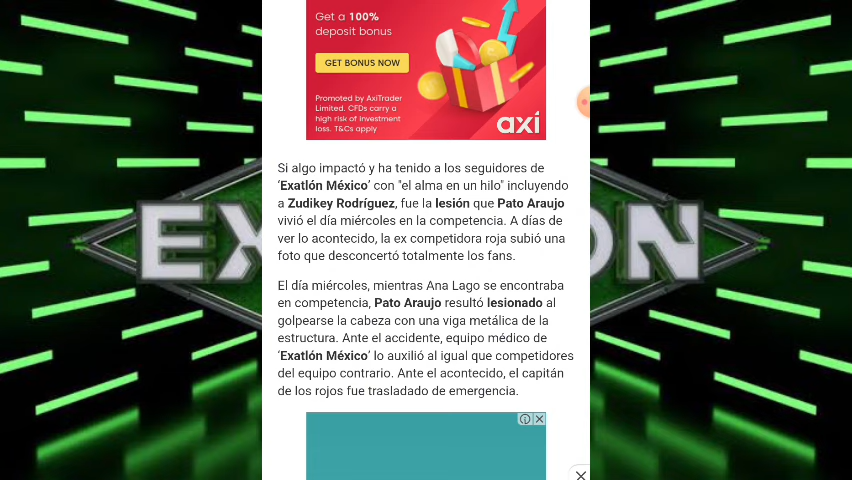 Get a 100%
deposit bonus
GET BONUS NOW
Promoted by AxiTrader
Limited. CFDs carry a
high risk of investment
loss. T&Cs apply
axi
Si algo impactó y ha tenido a los seguidores de
‘Exatlón México’ con "el alma en un hilo" incluyendo
a Zudikey Rodríguez, fue la lesión que Pato Araujo
vivió el día miércoles en la competencia. A días de
ver lo acontecido, la ex competidora roja subió una
foto que desconcertó totalmente los fans.
El día miércoles, mientras Ana Lago se encontraba
en competencia, Pato Araujo resultó lesionado al
golpearse la cabeza con una viga metálica de la
estructura. Ante el accidente, equipo médico de
‘Exatlón México’ lo auxilió al igual que competidores
del equipo contrario. Ante el acontecido, el capitán
de los rojos fue trasladado de emergencia.
EX
ON